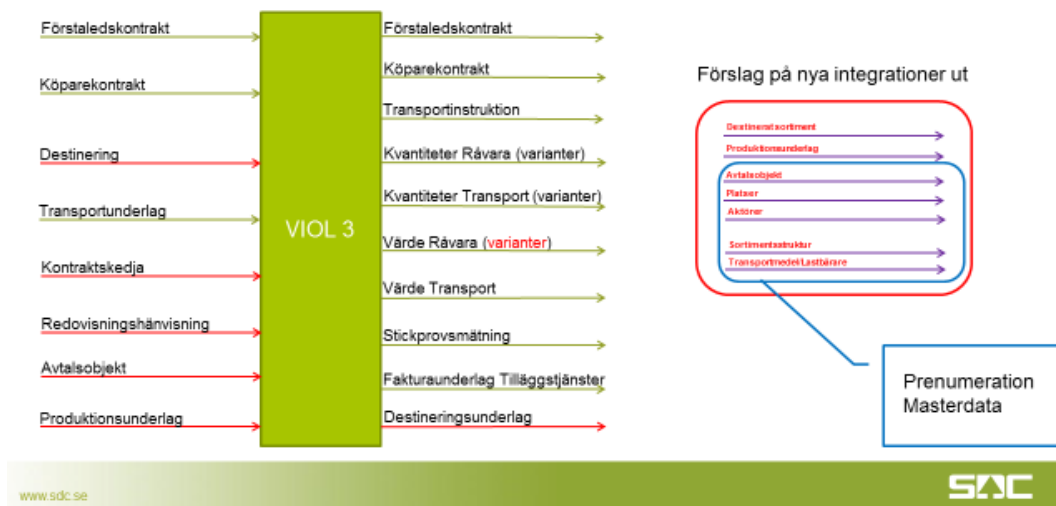 Förstaledskontrakt
Köparekontrakt
Destinering
Transportunderlag
Kontraktskedja
Redovisningshänvisning
Avtalsobjekt
Produktionsunderlag
VIOL 3
Förstaledskontrakt
Köparekontrakt
Transportinstruktion
Kvantiteter Råvara (varianter)
Kvantiteter Transport (varianter)
Värde Råvara (varianter)
Värde Transport
Stickprovsmätning
Fakturaunderlag Tilläggstjänster
Destineringsunderlag
Förslag på nya integrationer ut
Destinerat sortiment
Produktionsunderlag
Avtalsobjekt
Platser
Aktörer
Sortimentsstruktur
Transportmedel/Lastbärare
Prenumeration
Masterdata
www.sdc.se
SDC